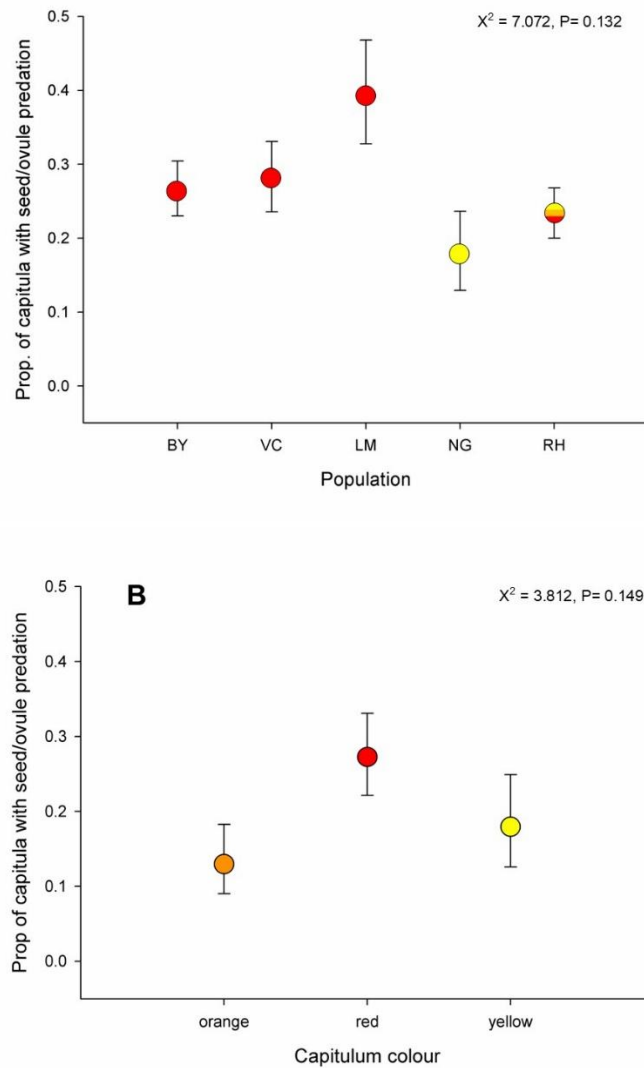 X² = 7.072, P= 0.132
Prop. of capitula with seed/ovule predation
0.5
0.4
0.3
0.2
0.1
0.0
BY VC LM NG RH
Population
B
X² = 3.812, P= 0.149
Prop of capitula with seed/ovule predation
0.5
0.4
0.3
0.2
0.1
0.0
orange red yellow
Capitulum colour